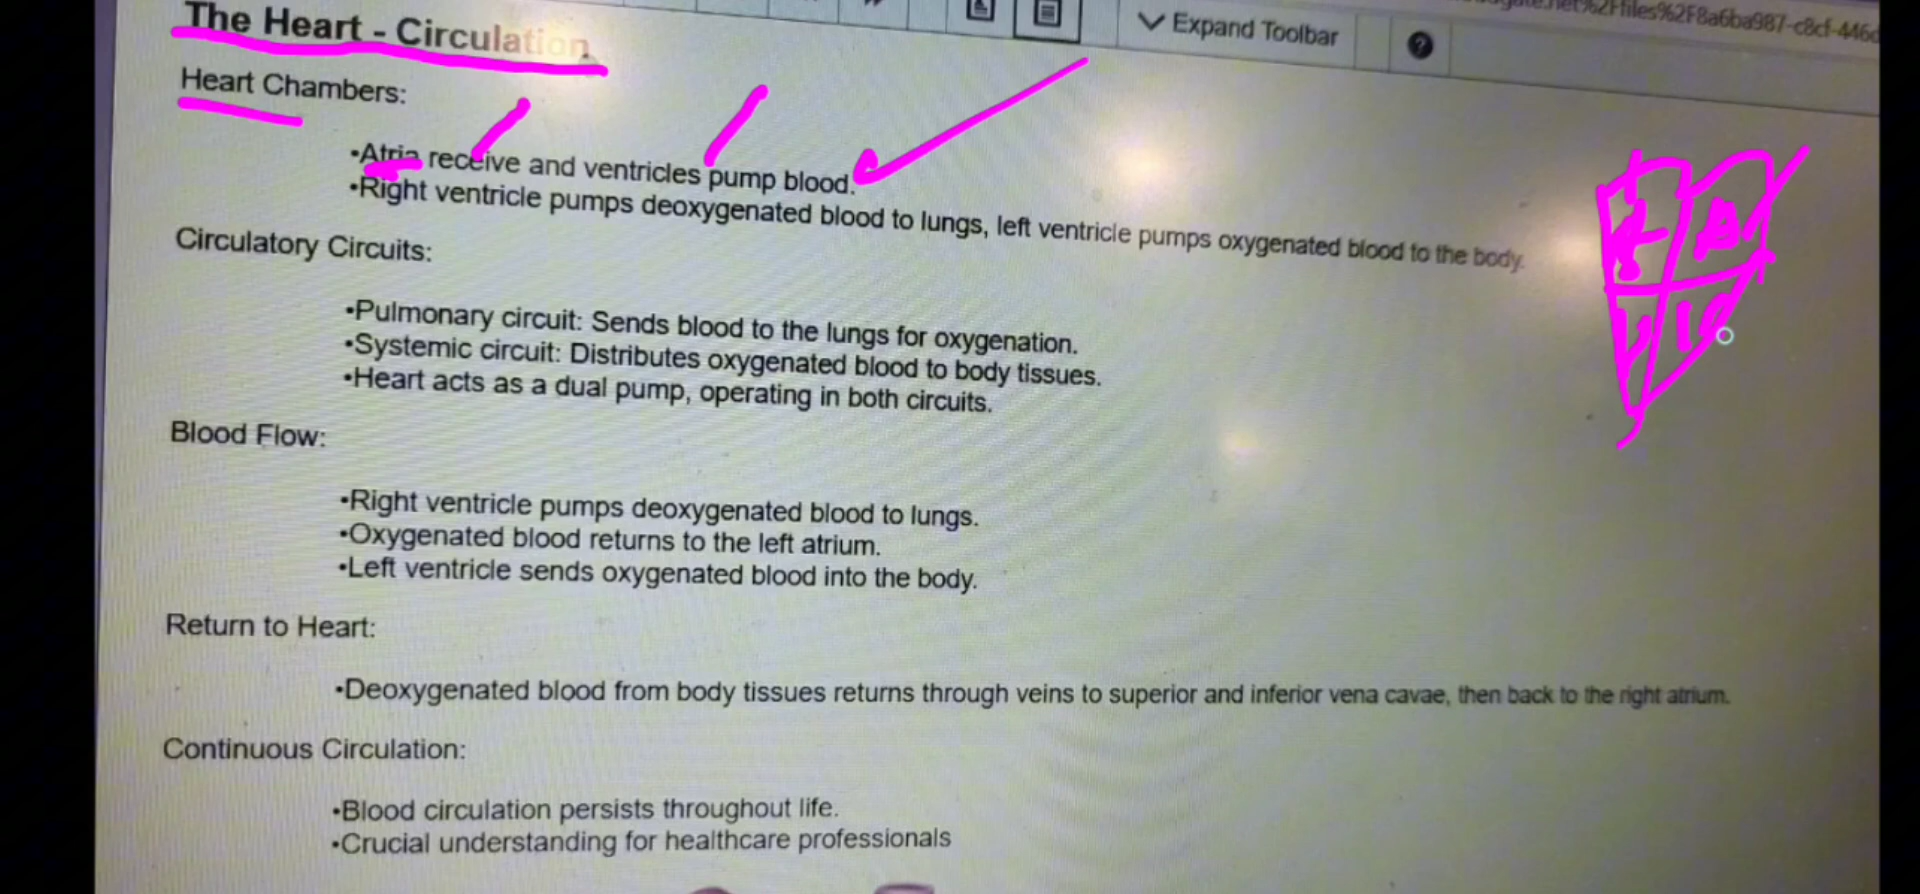 Expand Toolbar
?
The Heart - Circulation
Heart Chambers:
•Atria receive and ventricles pump blood.
•Right ventricle pumps deoxygenated blood to lungs, left ventricle pumps oxygenated blood to the body.
Circulatory Circuits:
•Pulmonary circuit: Sends blood to the lungs for oxygenation.
•Systemic circuit: Distributes oxygenated blood to body tissues.
•Heart acts as a dual pump, operating in both circuits.
Blood Flow:
•Right ventricle pumps deoxygenated blood to lungs.
•Oxygenated blood returns to the left atrium.
•Left ventricle sends oxygenated blood into the body.
Return to Heart:
•Deoxygenated blood from body tissues returns through veins to superior and inferior vena cavae, then back to the right atrium.
Continuous Circulation:
•Blood circulation persists throughout life.
•Crucial understanding for healthcare professionals